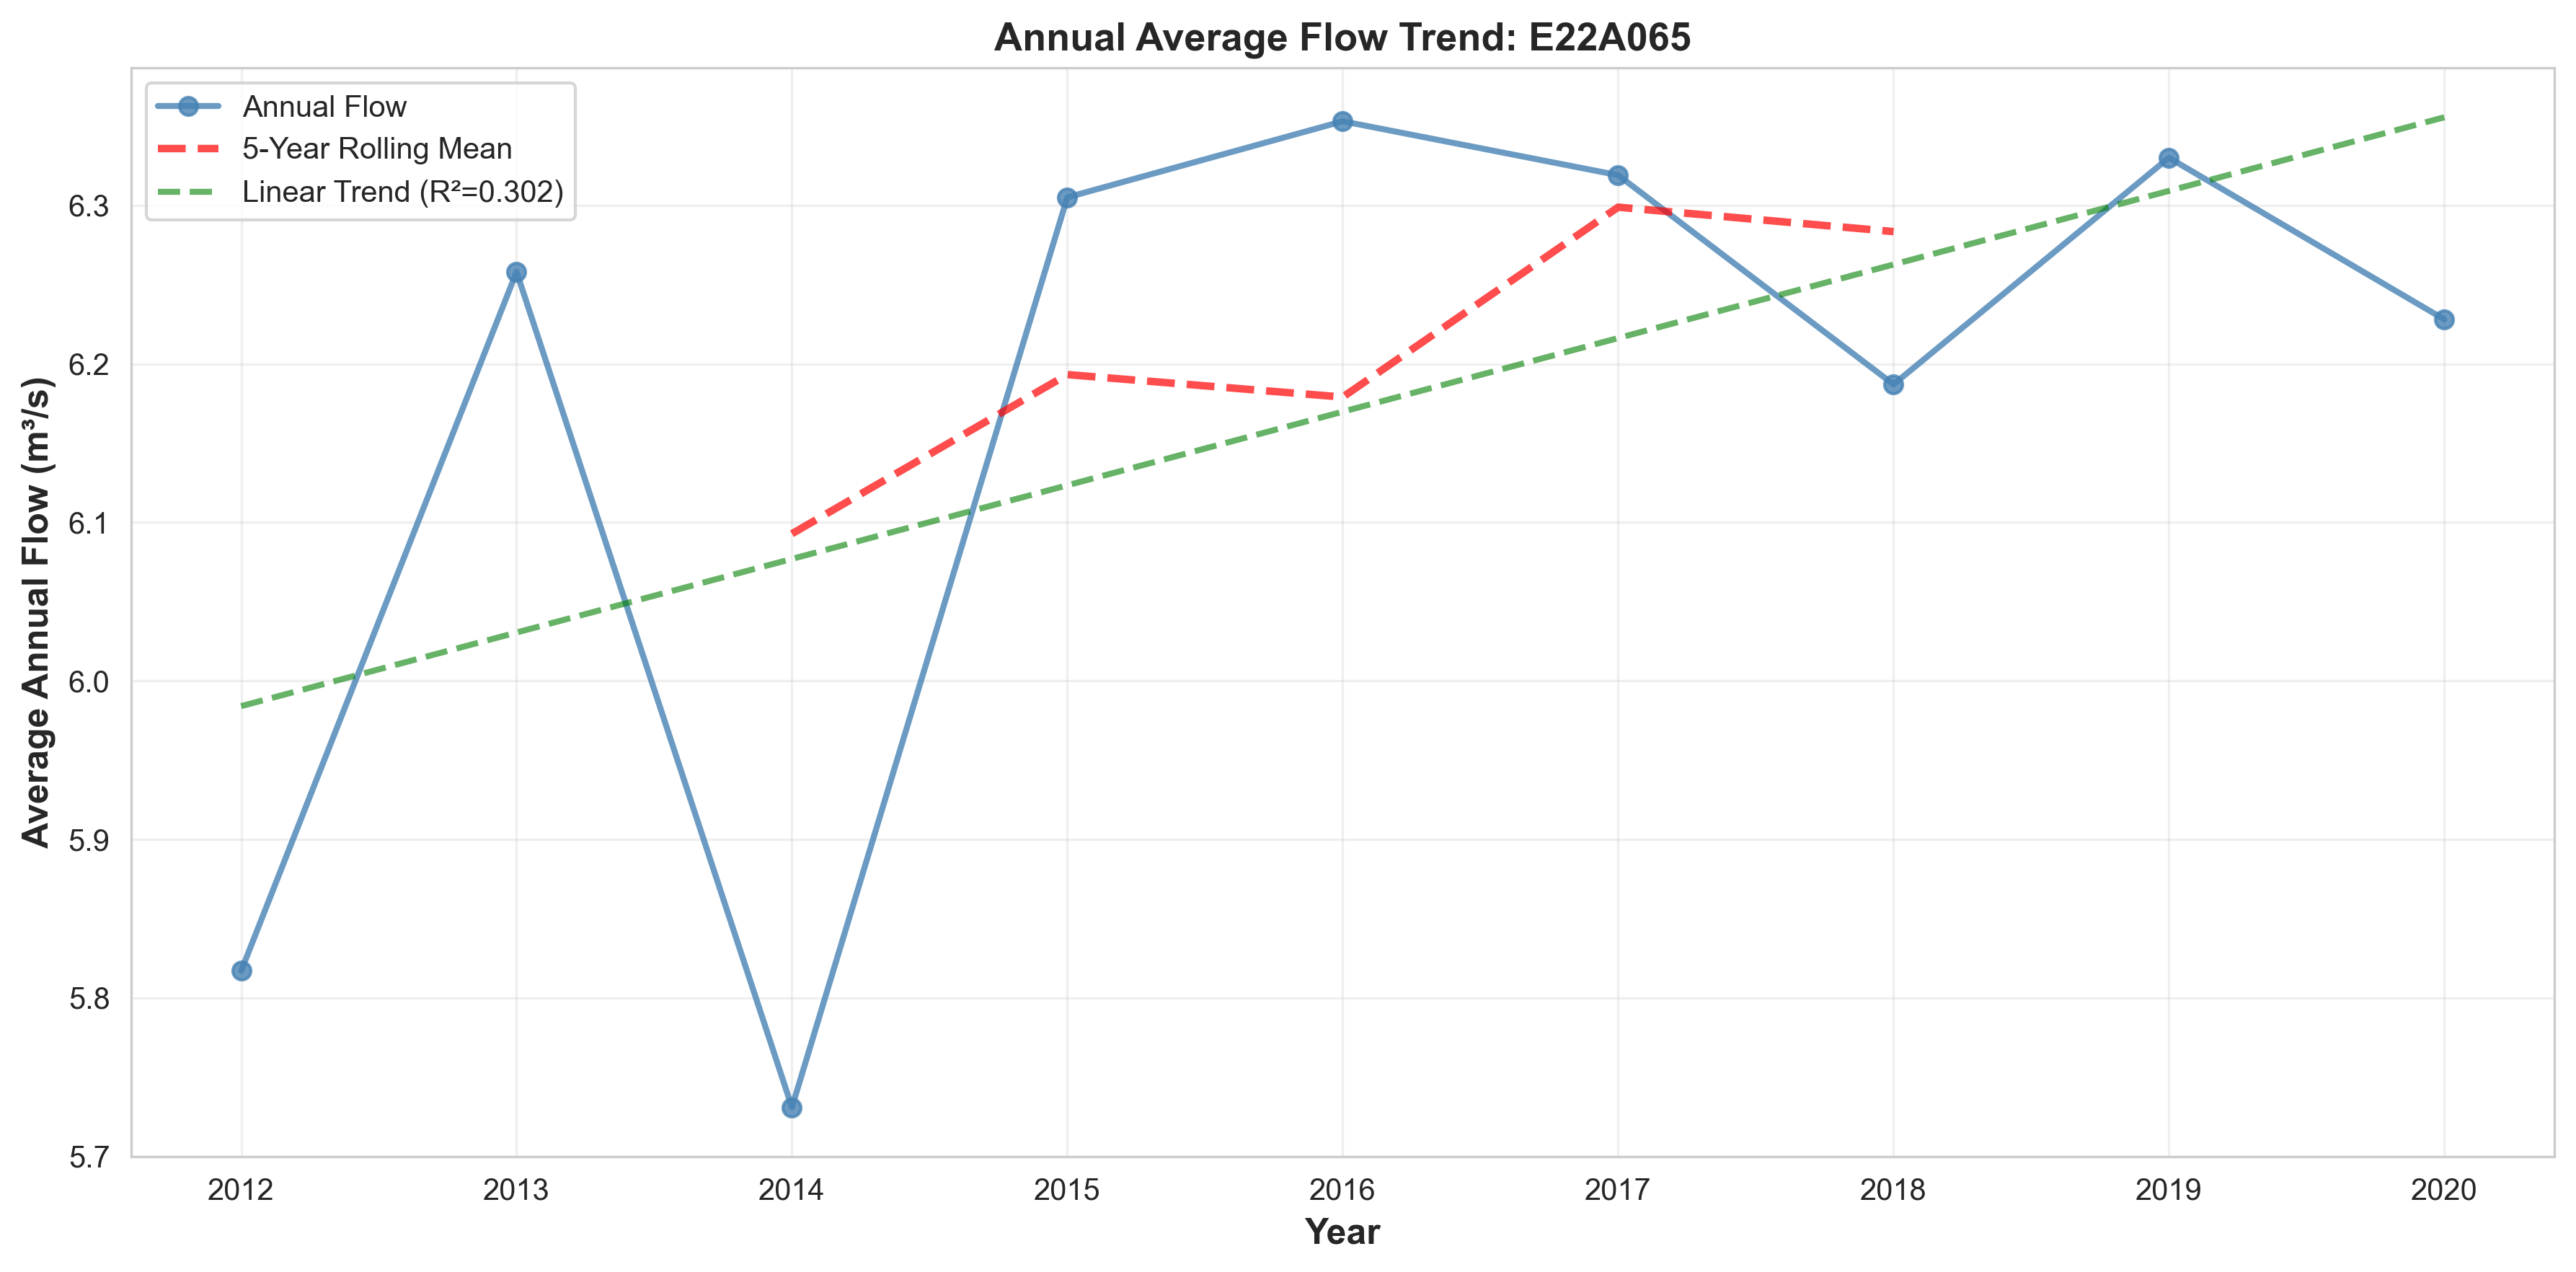 Annual Average Flow Trend: E22A065
Annual Flow
5-Year Rolling Mean
Linear Trend (R²=0.302)
Average Annual Flow (m³/s)
6.3
6.2
6.1
6.0
5.9
5.8
5.7
2012 2013 2014 2015 2016 2017 2018 2019 2020
Year